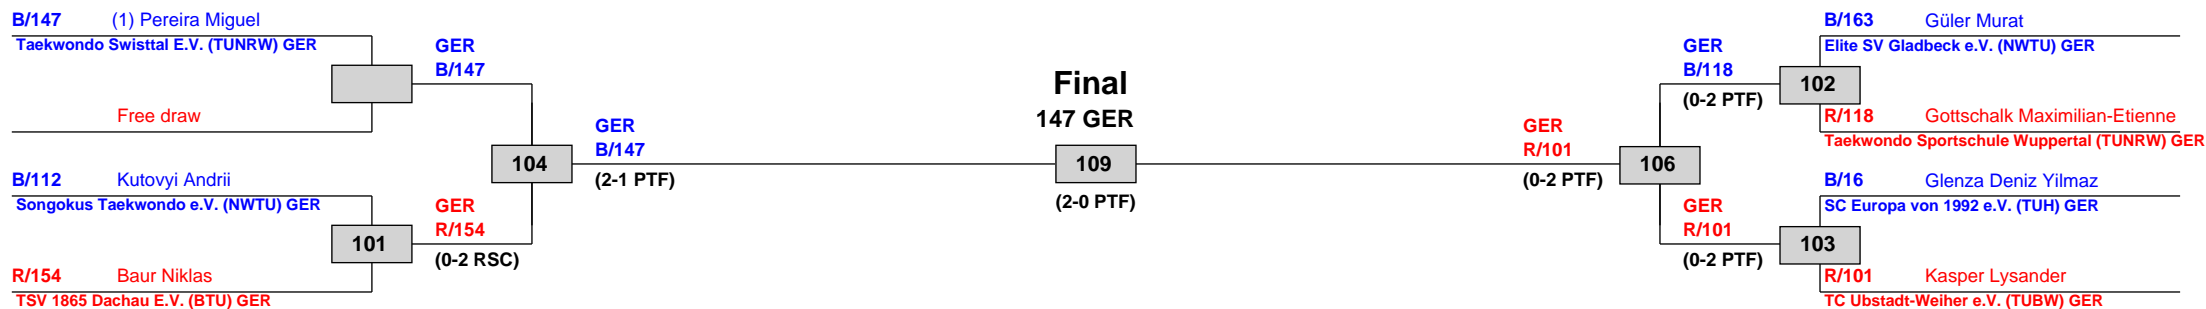 B/147 (1) Pereira Miguel
Taekwondo Swisttal E.V. (TUNRW) GER
Free draw
GER
B/147
B/112 Kutovyi Andrii
Songokus Taekwondo e.V. (NWTU) GER
101
R/154 Baur Niklas
TSV 1865 Dachau E.V. (BTU) GER
GER
R/154
(0-2 RSC)
104
GER
B/147
(2-1 PTF)
Final
147 GER
109
(2-0 PTF)
GER
R/101
(0-2 PTF)
106
GER
B/118
(0-2 PTF)
GER
R/101
(0-2 PTF)
B/163 Güler Murat
Elite SV Gladbeck e.V. (NWTU) GER
102
R/118 Gottschalk Maximilian-Etienne
Taekwondo Sportschule Wuppertal (TUNRW) GER
B/16 Glenza Deniz Yilmaz
SC Europa von 1992 e.V. (TUH) GER
103
R/101 Kasper Lysander
TC Ubstadt-Weiher e.V. (TUBW) GER